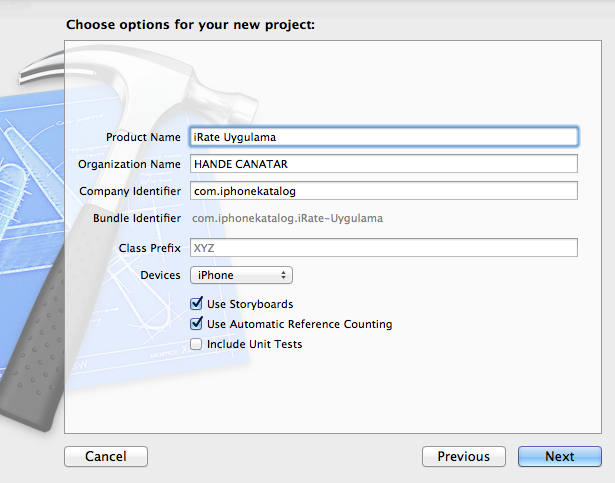 Choose options for your new project:
Product Name iRate Uygulama
Organization Name HANDE CANATAR
Company Identifier com.iphonekatalog
Bundle Identifier com.iphonekatalog.iRate-Uygulama
Class Prefix XYZ
Devices iPhone
Use Storyboards
Use Automatic Reference Counting
Include Unit Tests
Cancel Previous Next